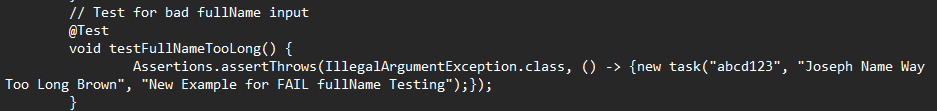 // Test for bad fullName input
@Test
void testFullNameTooLong() {
Assertions.assertThrows(IllegalArgumentException.class, () -> {new task("abcd123", "Joseph Name Way
Too Long Brown", "New Example for FAIL fullName Testing");});
}